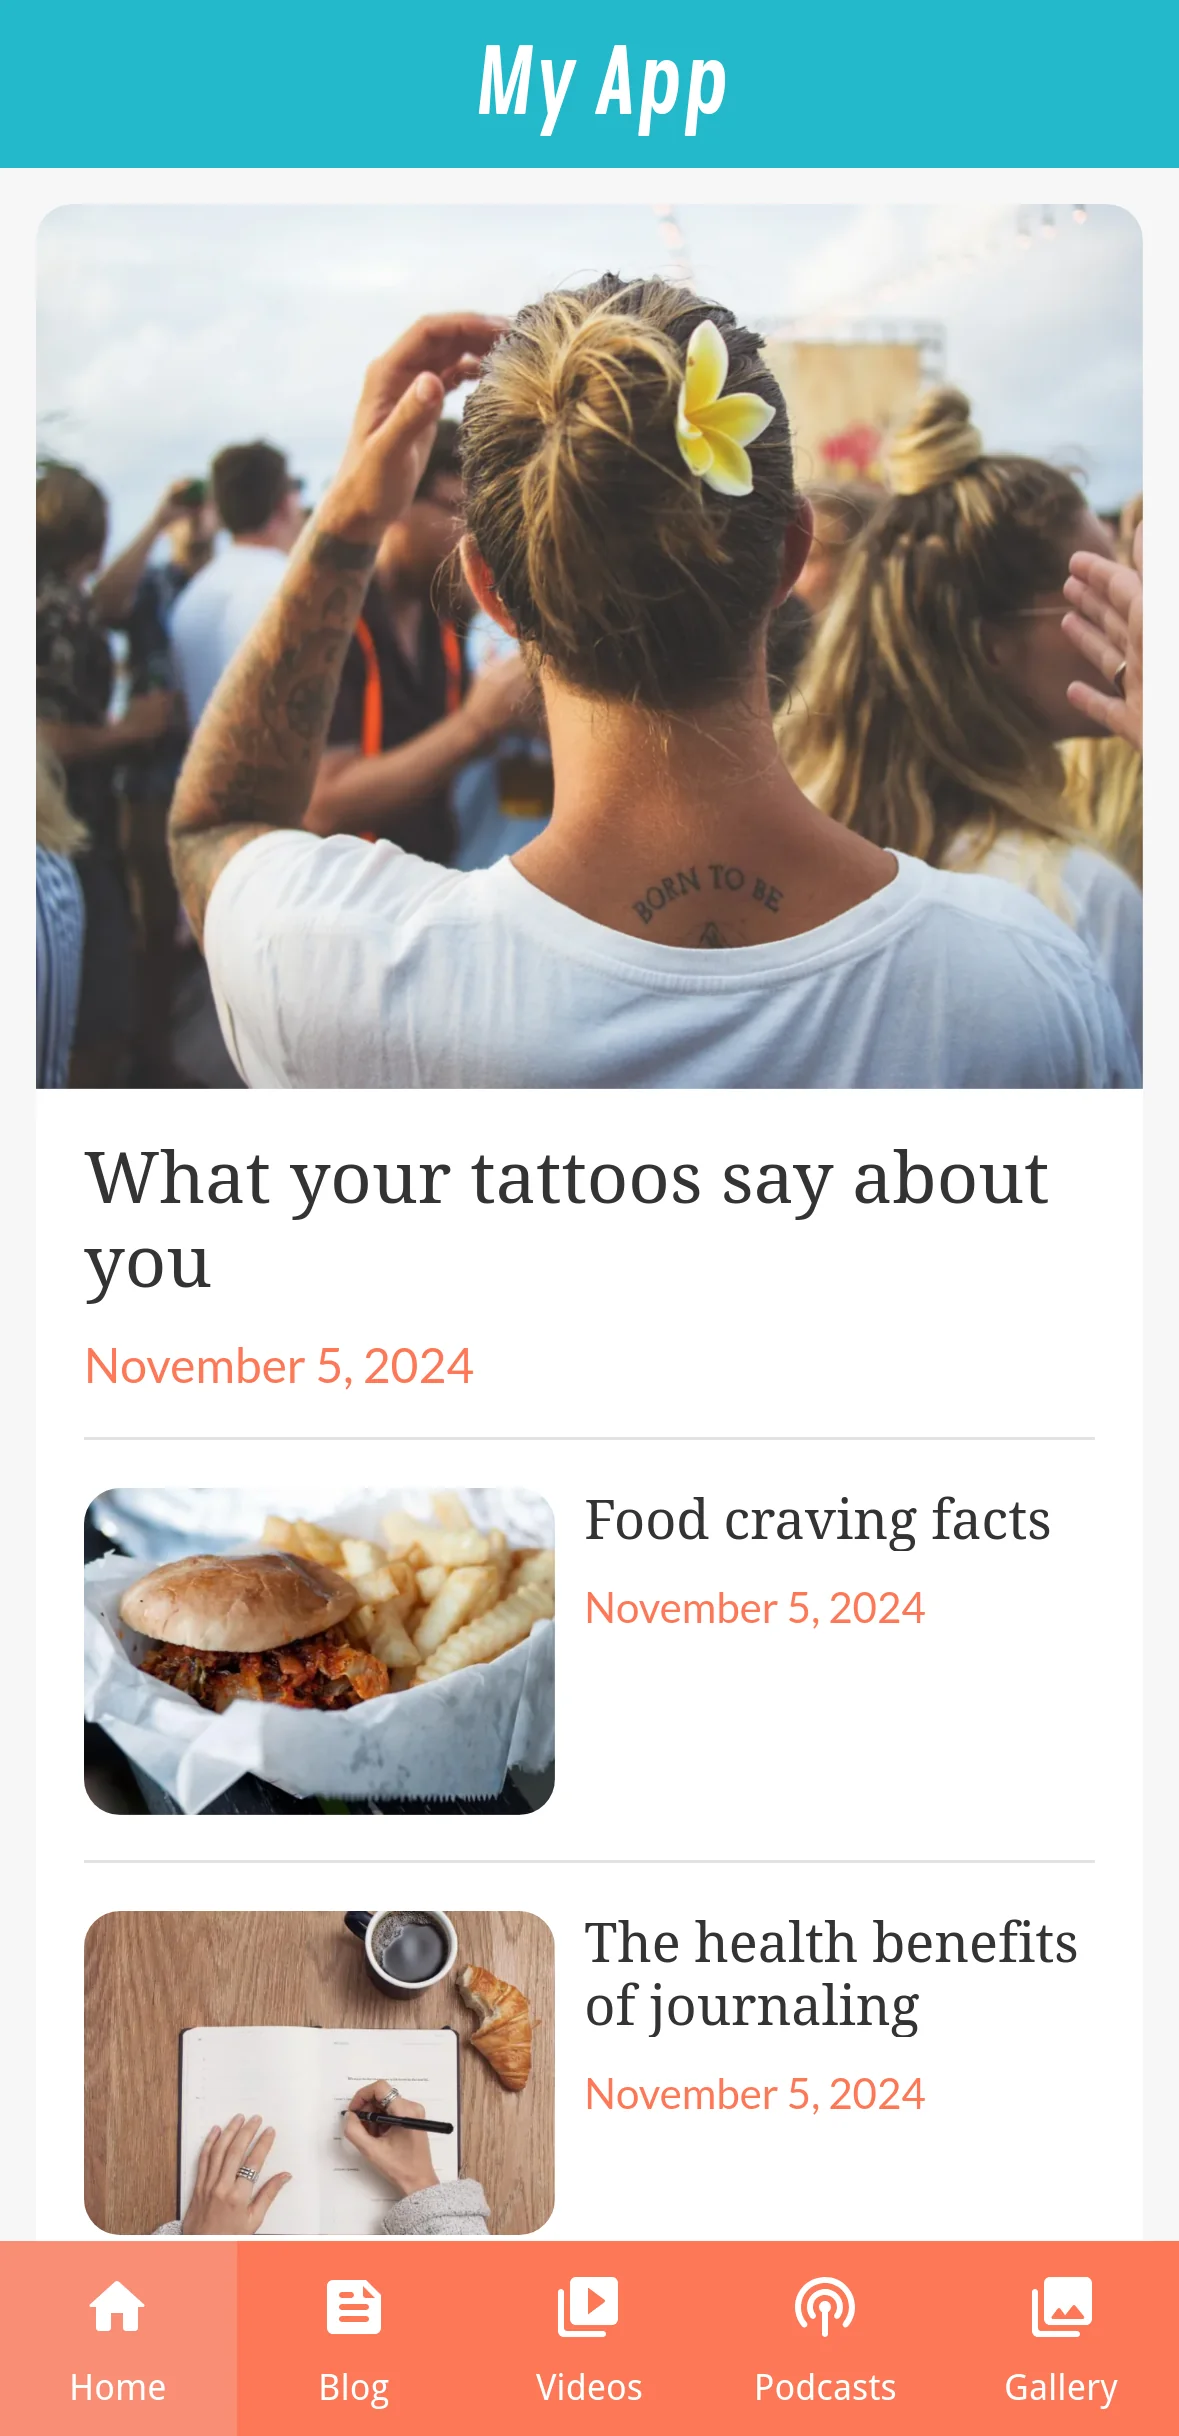 My App
BORN TO BE
What your tattoos say about
you
November 5, 2024
Food craving facts
November 5, 2024
The health benefits
of journaling
November 5, 2024
Home
Blog
Videos
Podcasts
Gallery